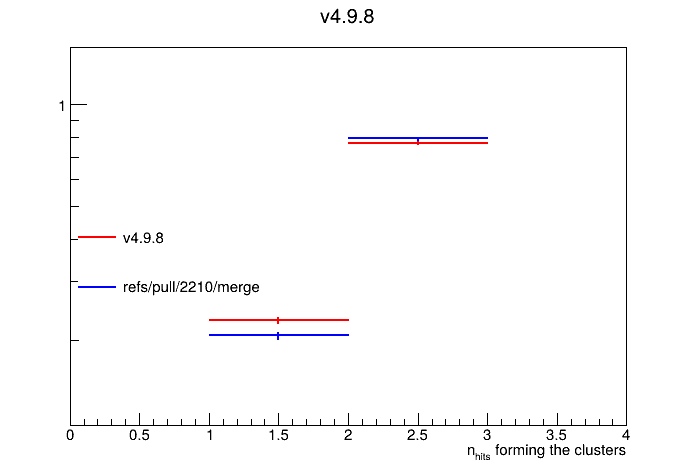 v4.9.8
1
v4.9.8
refs/pull/2210/merge
0 0.5 1 1.5 2 2.5 3 3.5 4
nhits forming the clusters